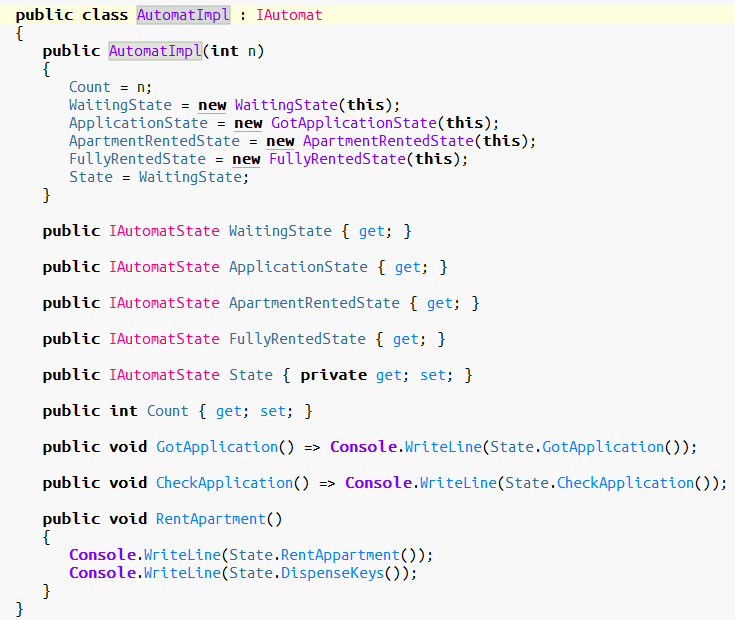 public class AutomatImpl : IAutomat
{
public AutomatImpl(int n)
{
Count = n;
WaitingState = new WaitingState(this);
ApplicationState = new GotApplicationState(this);
ApartmentRentedState = new ApartmentRentedState(this);
FullyRentedState = new FullyRentedState(this);
State = WaitingState;
}
public IAutomatState WaitingState { get; }
public IAutomatState ApplicationState { get; }
public IAutomatState ApartmentRentedState { get; }
public IAutomatState FullyRentedState { get; }
public IAutomatState State { private get; set; }
public int Count { get; set; }
public void GotApplication() => Console.WriteLine(State.GotApplication());
public void CheckApplication() => Console.WriteLine(State.CheckApplication());
public void RentApartment()
{
Console.WriteLine(State.RentAppartment());
Console.WriteLine(State.DispenseKeys());
}
}